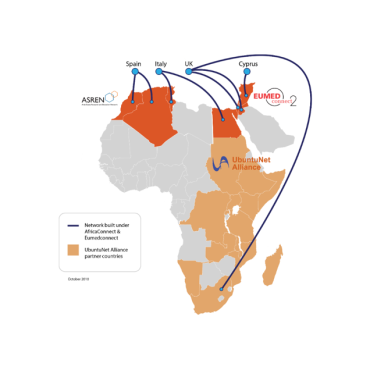 Spain
Italy
UK
Cyprus
ASREN
EUMED
CONNECT 2
UbuntuNet
Alliance
Network built under
AfricaConnect &
Eumedconnect
UbuntuNet Alliance
partner countries
October 2013